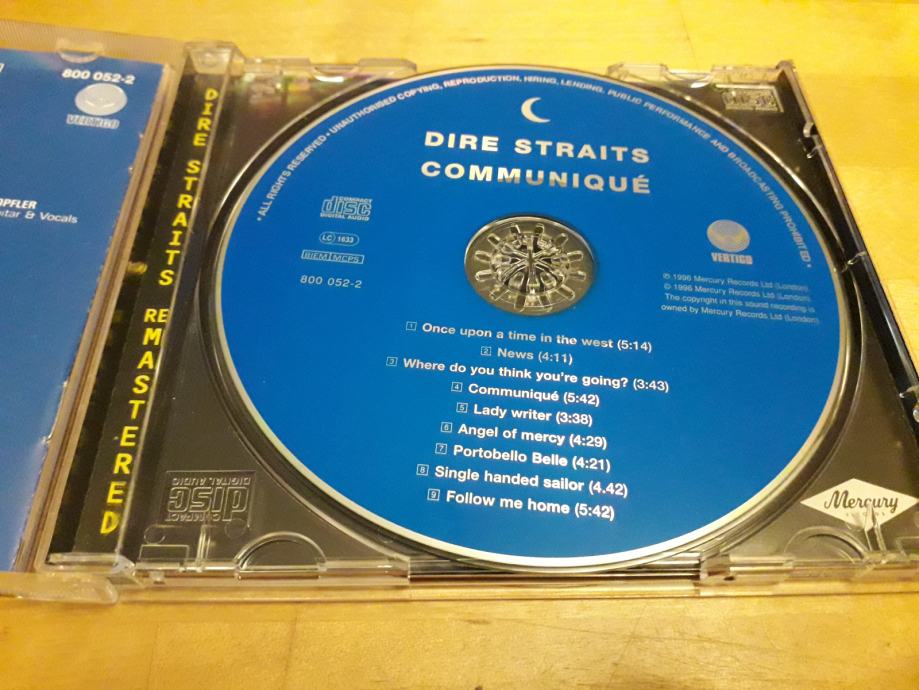 800 052-2
VERTIGO
OPFLER
itar & Vocals
DIRE STRAITS REMASTERED
• ALL RIGHTS RESERVED • UNAUTHORISED COPYING, REPRODUCTION, HIRING, LENDING, PUBLIC PERFORMANCE AND BROADCASTING PROHIBITED •
DIRE STRAITS
COMMUNIQUÉ
COMPACT
disc
DIGITAL AUDIO
LC 1633
BIEM MCPS
800 052-2
VERTIGO
℗ 1996 Mercury Records Ltd (London)
© 1996 Mercury Records Ltd (London)
The copyright in this sound recording is
owned by Mercury Records Ltd (London)
1 Once upon a time in the west (5:14)
2 News (4:11)
3 Where do you think you're going? (3:43)
4 Communiqué (5:42)
5 Lady writer (3:38)
6 Angel of mercy (4:29)
7 Portobello Belle (4:21)
8 Single handed sailor (4.42)
9 Follow me home (5:42)
COMPACT
disc
DIGITAL AUDIO
Mercury
RECORDS